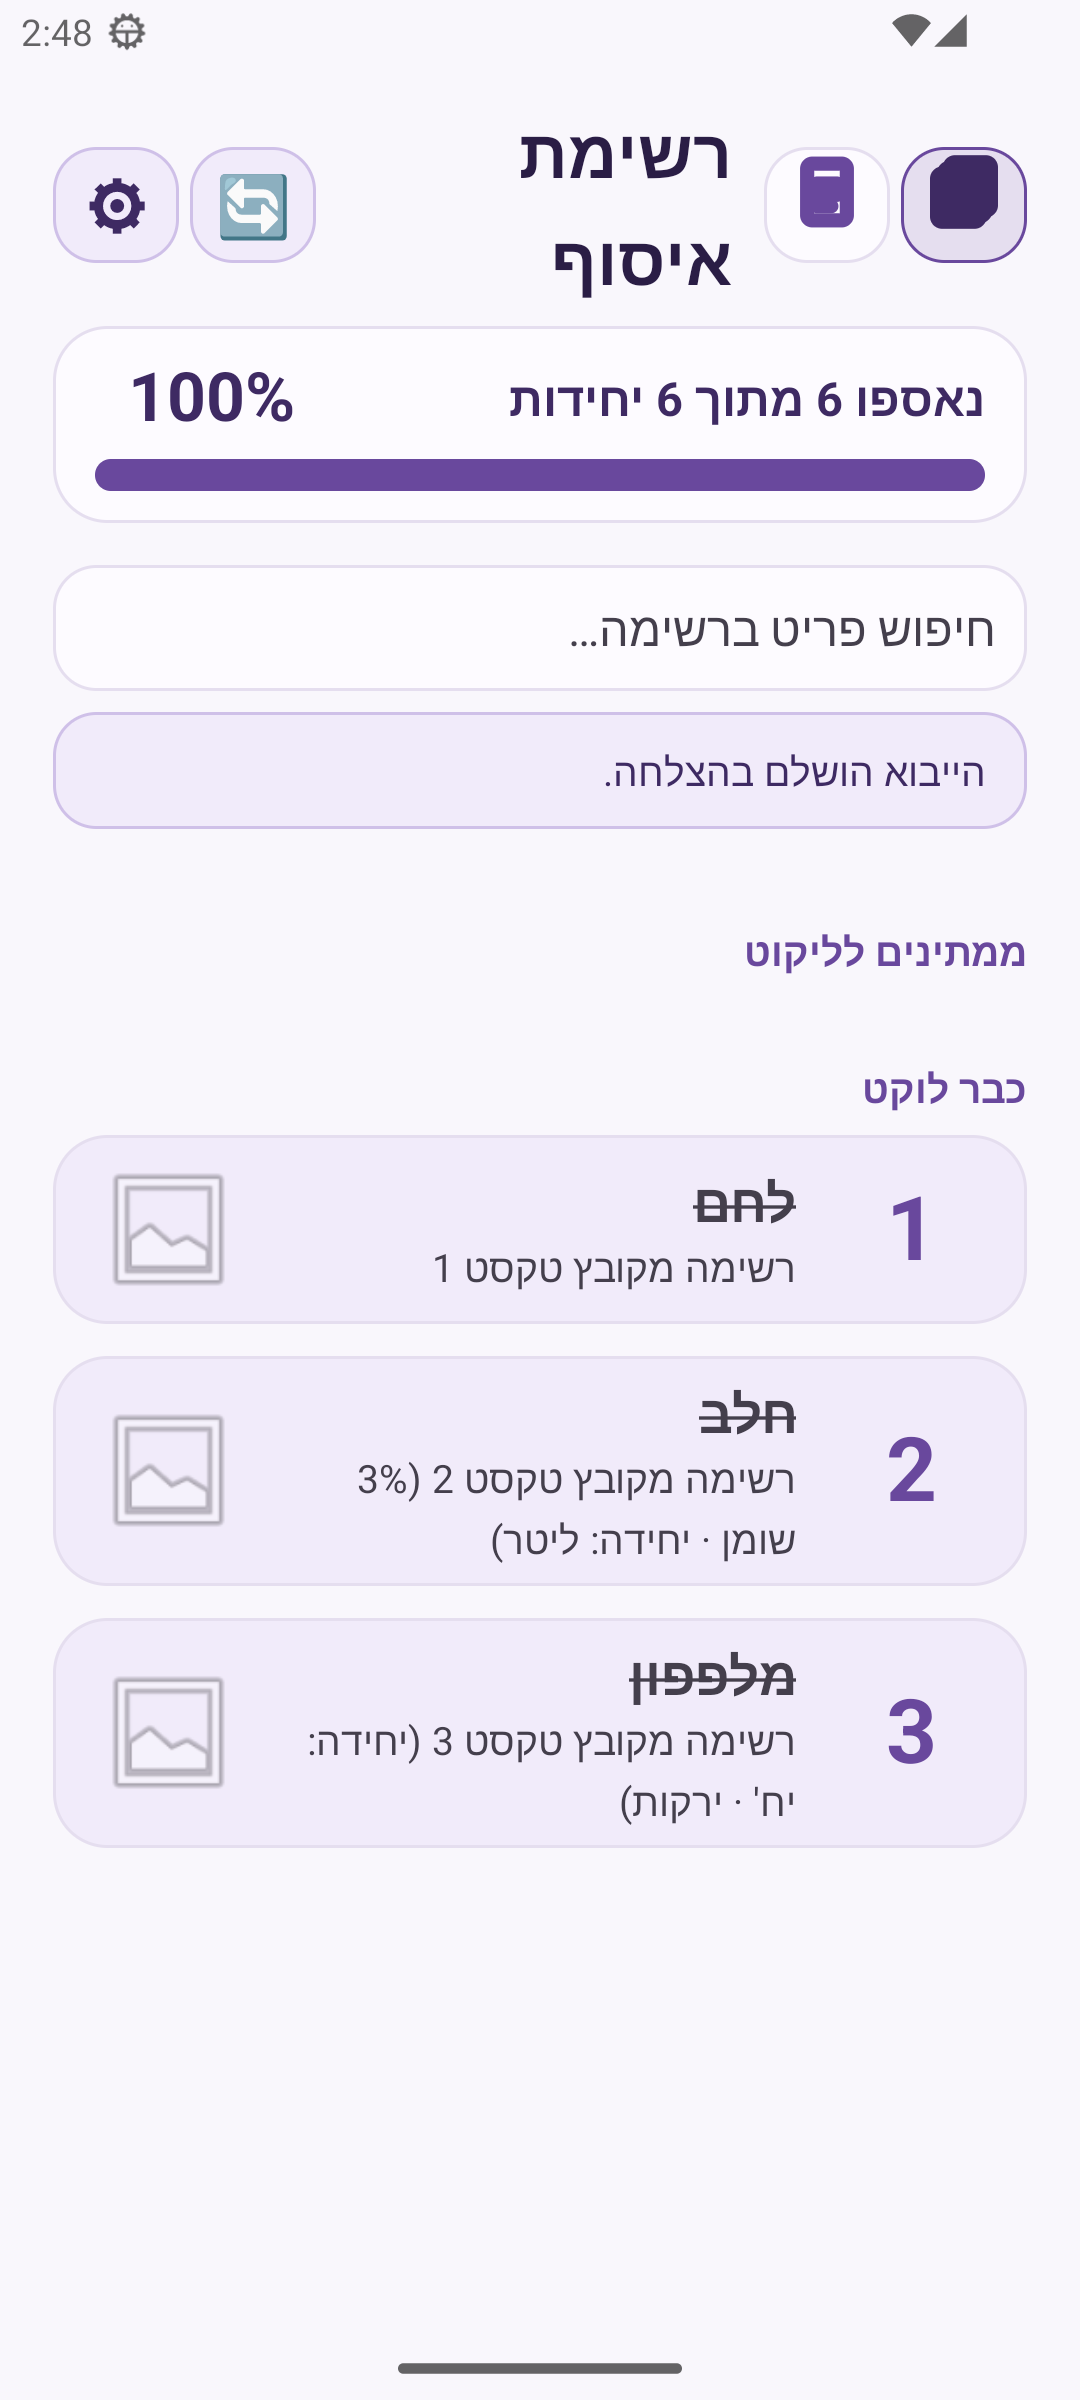 2:48
רשימת
איסוף
נאספו 6 מתוך 6 יחידות
100%
חיפוש פריט ברשימה...
הייבוא הושלם בהצלחה.
ממתינים לליקוט
כבר לוקט
1
לחם
רשימה מקובץ טקסט 1
2
חלב
רשימה מקובץ טקסט 2 (3%
שומן · יחידה: ליטר)
3
מלפפון
רשימה מקובץ טקסט 3 (יחידה:
יח' · ירקות)